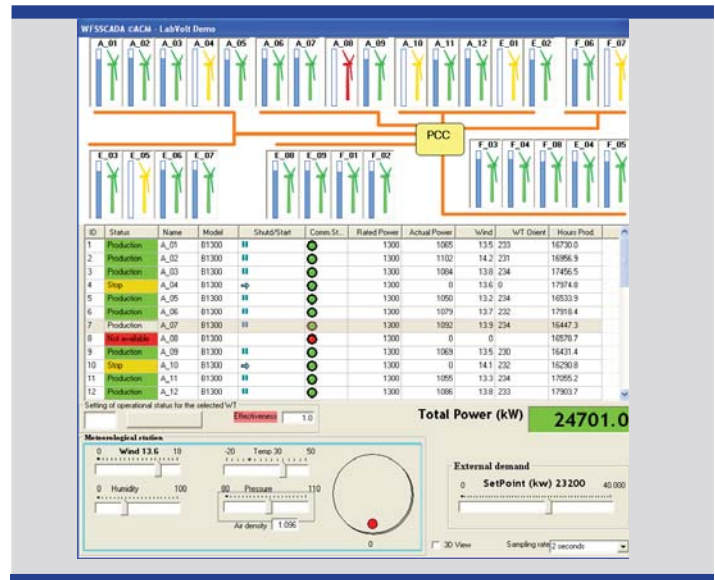 WFSSCADA ©ACM - LabVolt Demo
A_01 A_02 A_03 A_04 A_05 A_06 A_07 A_08 A_09 A_10 A_11 A_12 E_01 E_02 F_06 F_07
PCC
F_03 F_04 F_08 E_04 F_05
E_03 E_05 E_06 E_07 E_08 E_09 F_01 F_02
ID Status Name Model Shutd/Start Comm St... Rated Power Actual Power Wind WT Orient Hours Prod.
1 Production A_01 B1300 1300 1065 13.5 233 16730.0
2 Production A_02 B1300 1300 1102 14.2 231 16956.9
3 Production A_03 B1300 1300 1084 13.8 234 17456.5
4 Stop A_04 B1300 1300 0 13.6 0 17974.8
5 Production A_05 B1300 1300 1050 13.2 234 16533.9
6 Production A_06 B1300 1300 1079 13.7 232 17918.4
7 Production A_07 B1300 1300 1092 13.9 234 16447.3
8 Not available A_08 B1300 1300 0 0 16578.7
9 Production A_09 B1300 1300 1069 13.5 230 16431.4
10 Stop A_10 B1300 1300 0 14.1 232 16290.8
11 Production A_11 B1300 1300 1055 13.3 234 17055.2
12 Production A_12 B1300 1300 1086 13.8 233 17903.7
Setting of operational status for the selected WT
Effectiveness 1.0
Total Power (kW) 24701.0
Meteorological station
0 Wind 13.6 18
-20 Temp 30 50
0 Humidity 100
80 Pressure 110
Air density 1.096
0
External demand
0 SetPoint (kw) 23200 40.000
3D View Sampling rate 2 seconds